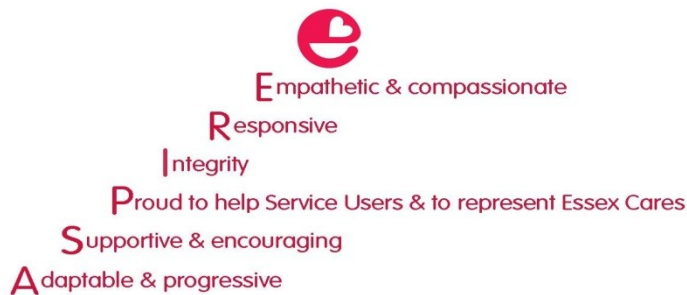 e
Empathetic & compassionate
Responsive
Integrity
Proud to help Service Users & to represent Essex Cares
Supportive & encouraging
Adaptable & progressive